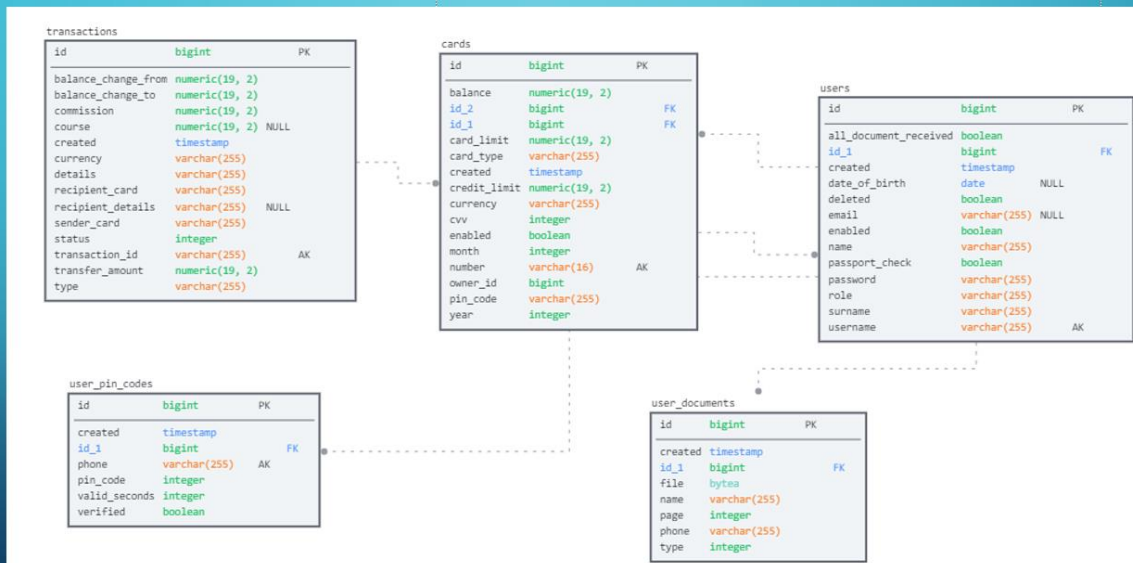 transactions
id bigint PK
balance_change_from numeric(19, 2)
balance_change_to numeric(19, 2)
commission numeric(19, 2)
course numeric(19, 2) NULL
created timestamp
currency varchar(255)
details varchar(255)
recipient_card varchar(255)
recipient_details varchar(255) NULL
sender_card varchar(255)
status integer
transaction_id varchar(255) AK
transfer_amount numeric(19, 2)
type varchar(255)
cards
id bigint PK
balance numeric(19, 2)
id_2 bigint FK
id_1 bigint FK
card_limit numeric(19, 2)
card_type varchar(255)
created timestamp
credit_limit numeric(19, 2)
currency varchar(255)
cvv integer
enabled boolean
month integer
number varchar(16) AK
owner_id bigint
pin_code varchar(255)
year integer
users
id bigint PK
all_document_received boolean
id_1 bigint FK
created timestamp
date_of_birth date NULL
deleted boolean
email varchar(255) NULL
enabled boolean
name varchar(255)
passport_check boolean
password varchar(255)
role varchar(255)
surname varchar(255)
username varchar(255) AK
user_pin_codes
id bigint PK
created timestamp
id_1 bigint FK
phone varchar(255) AK
pin_code integer
valid_seconds integer
verified boolean
user_documents
id bigint PK
created timestamp
id_1 bigint FK
file bytea
name varchar(255)
page integer
phone varchar(255)
type integer